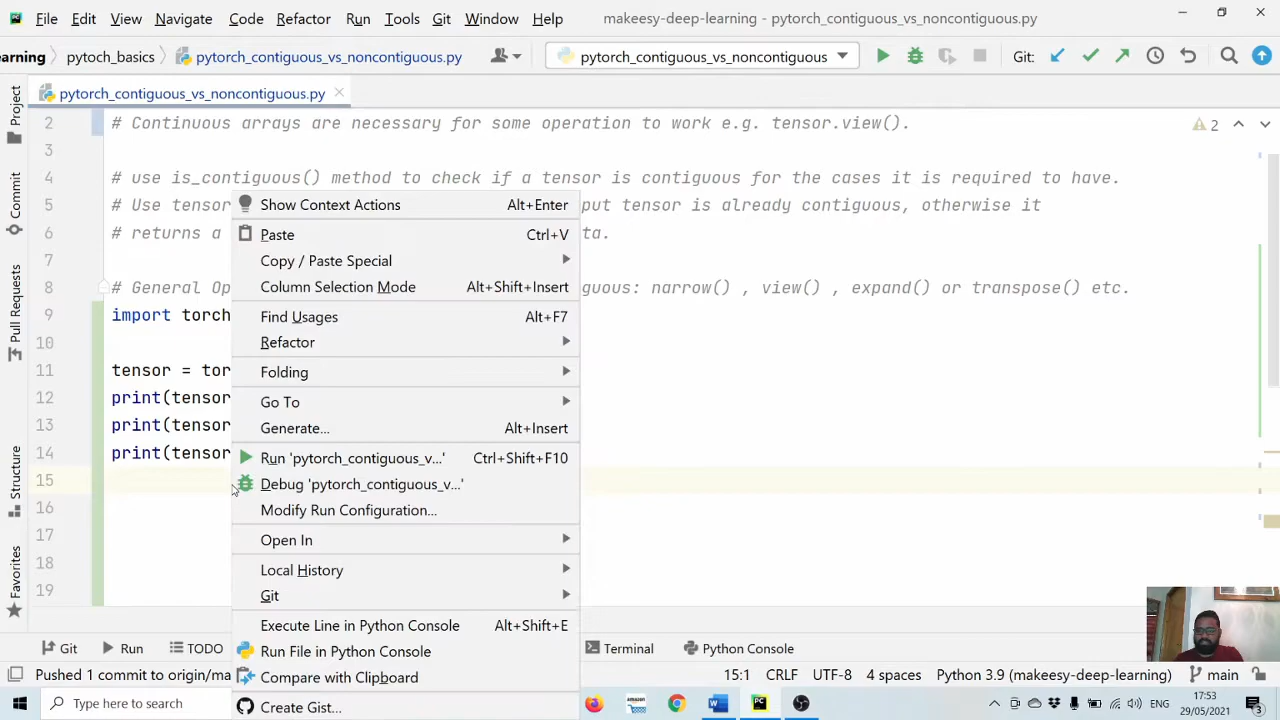 File Edit View Navigate Code Refactor Run Tools Git Window Help makeesy-deep-learning - pytorch_contiguous_vs_noncontiguous.py
earning pytoch_basics pytorch_contiguous_vs_noncontiguous.py pytorch_contiguous_vs_noncontiguous Git:
pytorch_contiguous_vs_noncontiguous.py
Project
Commit
Pull Requests
Structure
Favorites
2 # Continuous arrays are necessary for some operation to work e.g. tensor.view(). 2
3
4 # use is_contiguous() method to check if a tensor is contiguous for the cases it is required to have.
5 # Use tensor put tensor is already contiguous, otherwise it
6 # returns a ta.
7
8 # General Op guous: narrow() , view() , expand() or transpose() etc.
9 import torch
10
11 tensor = tor
12 print(tensor
13 print(tensor
14 print(tensor
15
16
17
18
19
Show Context Actions Alt+Enter
Paste Ctrl+V
Copy / Paste Special
Column Selection Mode Alt+Shift+Insert
Find Usages Alt+F7
Refactor
Folding
Go To
Generate... Alt+Insert
Run 'pytorch_contiguous_v...' Ctrl+Shift+F10
Debug 'pytorch_contiguous_v...'
Modify Run Configuration...
Open In
Local History
Git
Execute Line in Python Console Alt+Shift+E
Run File in Python Console
Compare with Clipboard
Create Gist...
Git Run TODO Terminal Python Console
Pushed 1 commit to origin/ma 15:1 CRLF UTF-8 4 spaces Python 3.9 (makeesy-deep-learning) main
Type here to search amazon ENG 17:53
29/05/2021 3